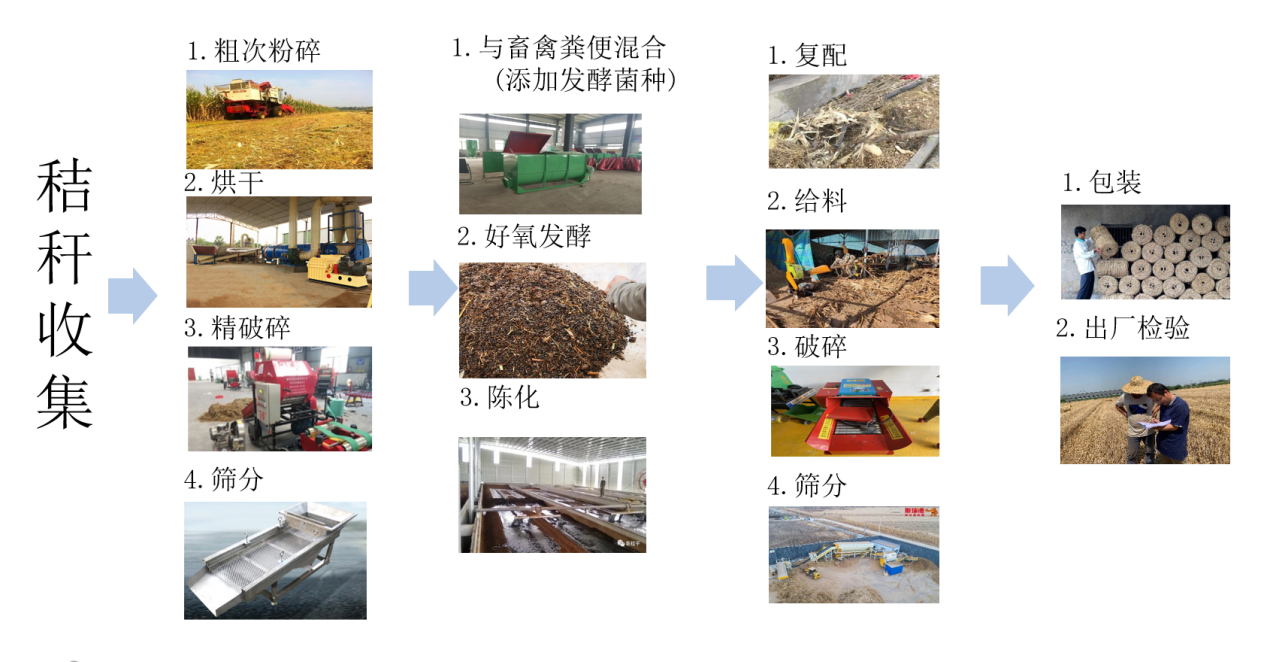 秸秆收集
1.粗次粉碎
2.烘干
3.精破碎
4.筛分
1.与畜禽粪便混合
(添加发酵菌种)
2.好氧发酵
3.陈化
1.复配
2.给料
3.破碎
4.筛分
1.包装
2.出厂检验